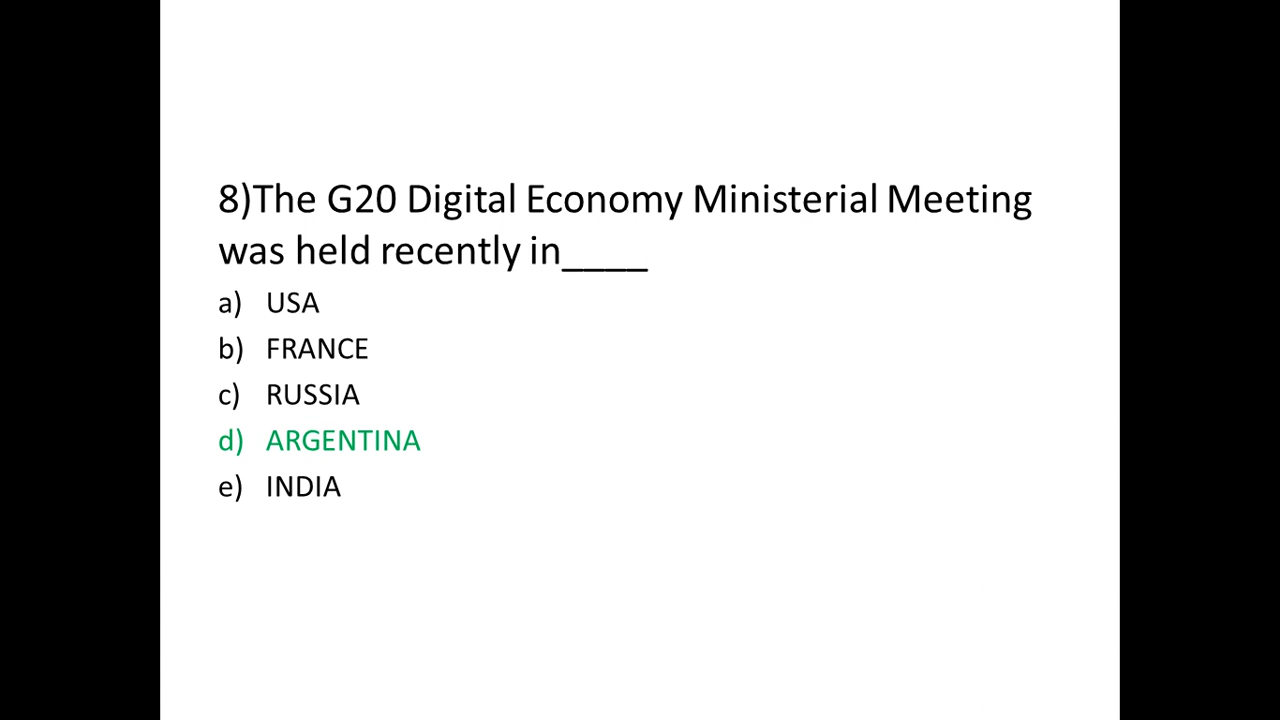 8)The G20 Digital Economy Ministerial Meeting
was held recently in____
a) USA
b) FRANCE
c) RUSSIA
d) ARGENTINA
e) INDIA